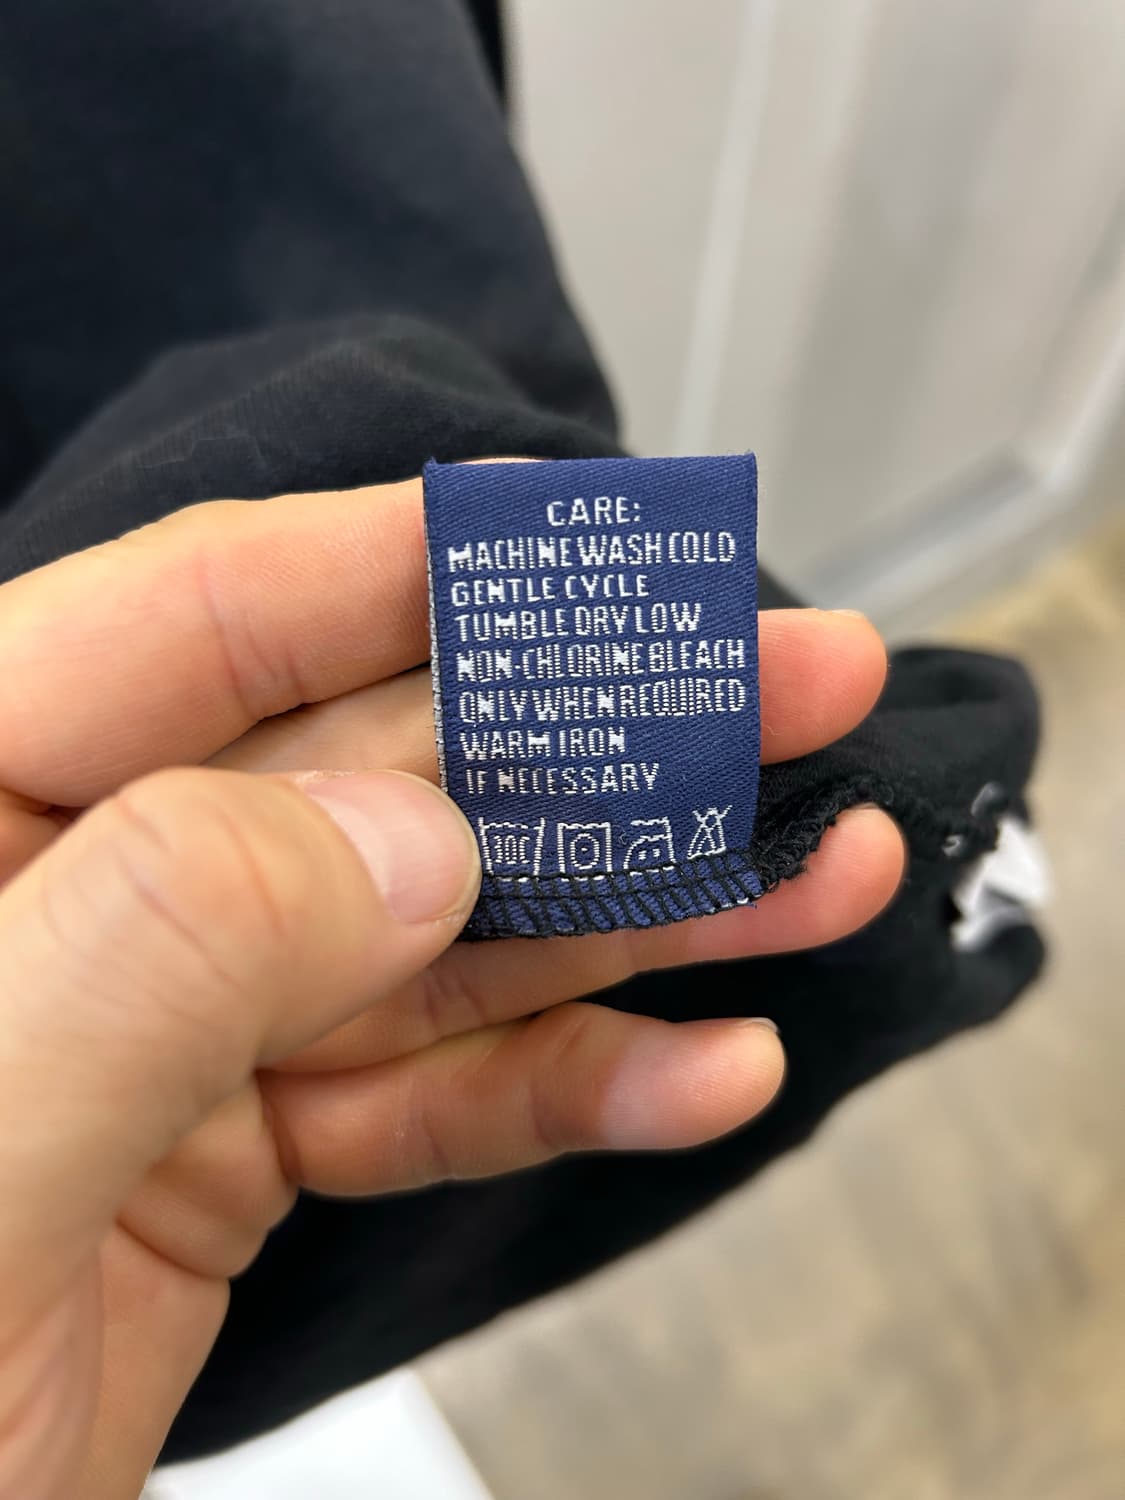 CARE:
MACHINE WASH COLD
GENTLE CYCLE
TUMBLE DRY LOW
NON-CHLORINE BLEACH
ONLY WHEN REQUIRED
WARM IRON
IF NECESSARY
30C